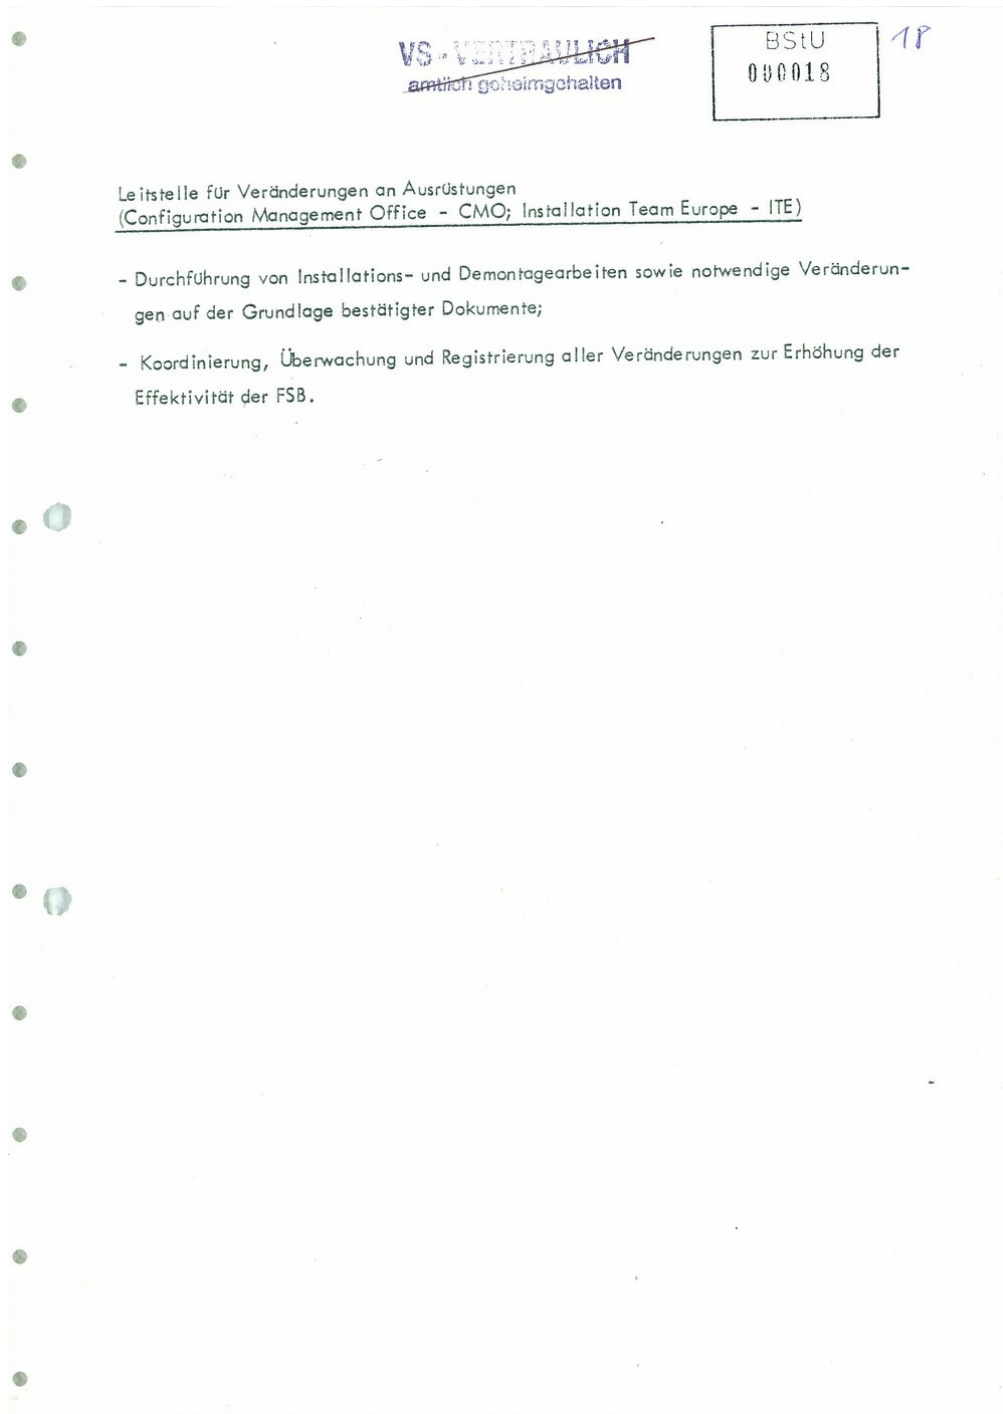 VS-VERTRAULICH
amtlich geheimgehalten
BStU
000018
18
Leitstelle für Veränderungen an Ausrüstungen
(Configuration Management Office - CMO; Installation Team Europe - ITE)
- Durchführung von Installations- und Demontagearbeiten sowie notwendige Veränderun-
gen auf der Grundlage bestätigter Dokumente;
- Koordinierung, Überwachung und Registrierung aller Veränderungen zur Erhöhung der
Effektivität der FSB.